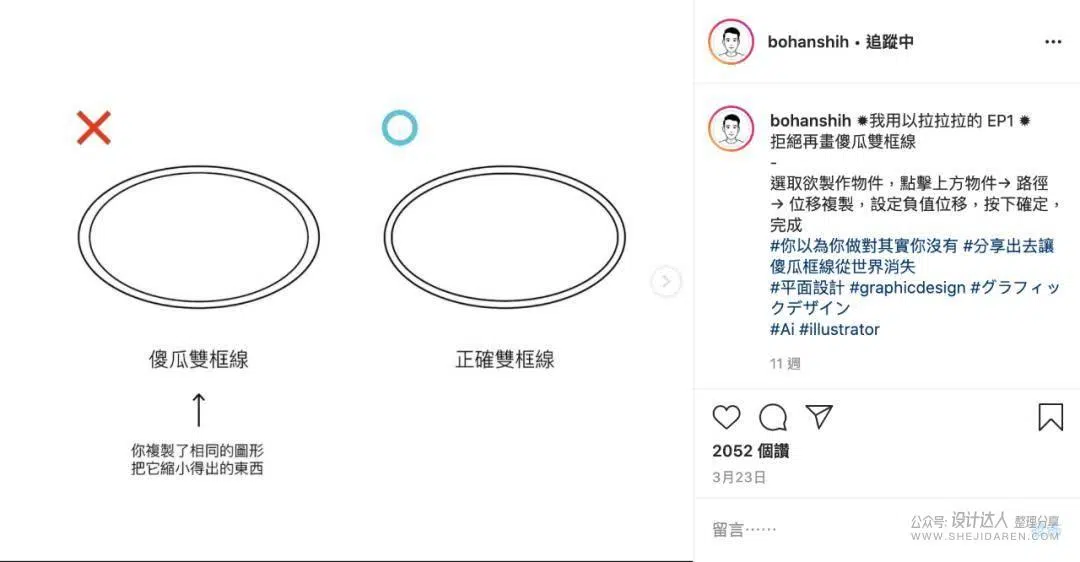 傻瓜雙框線
正確雙框線
你複製了相同的圖形
把它縮小得出的東西
bohanshih • 追蹤中
bohanshih ✹我用以拉拉拉的 EP1 ✹
拒絕再畫傻瓜雙框線
-
選取欲製作物件，點擊上方物件→ 路徑
→ 位移複製，設定負值位移，按下確定，
完成
#你以為你做對其實你沒有 #分享出去讓
傻瓜框線從世界消失
#平面設計 #graphicdesign #グラフィッ
クデザイン
#Ai #illustrator
11 週
2052 個讚
3月23日
留言⋯⋯
公众号: 设计达人 整理分享
WWW.SHEJIDAREN.COM